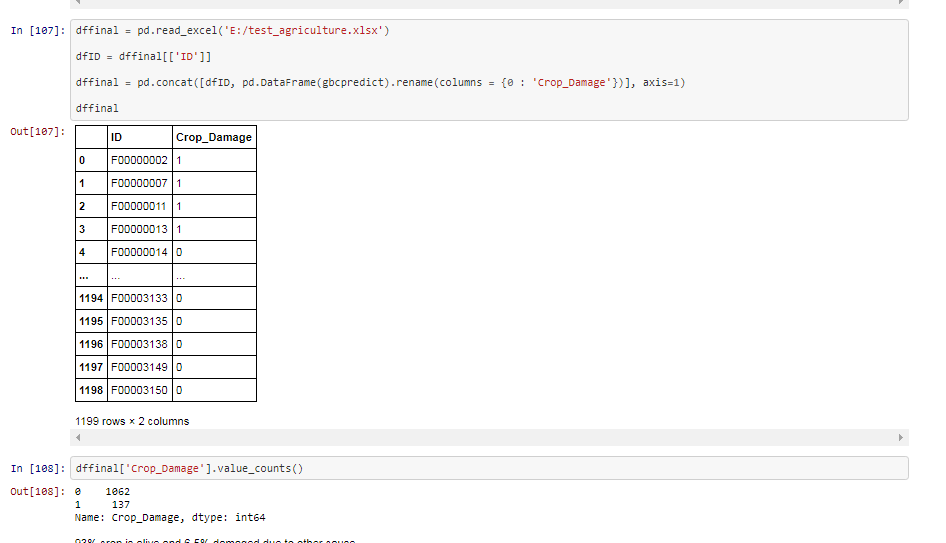 In [107]: dffinal = pd.read_excel('E:/test_agriculture.xlsx')
dfID = dffinal[['ID']]
dffinal = pd.concat([dfID, pd.DataFrame(gbcpredict).rename(columns = {0 : 'Crop_Damage'})], axis=1)
dffinal
Out[107]:
ID Crop_Damage
0 F00000002 1
1 F00000007 1
2 F00000011 1
3 F00000013 1
4 F00000014 0
... ... ...
1194 F00003133 0
1195 F00003135 0
1196 F00003138 0
1197 F00003149 0
1198 F00003150 0
1199 rows × 2 columns
In [108]: dffinal['Crop_Damage'].value_counts()
Out[108]: 0 1062
1 137
Name: Crop_Damage, dtype: int64
93% crop is alive and 6.5% damaged due to other cause